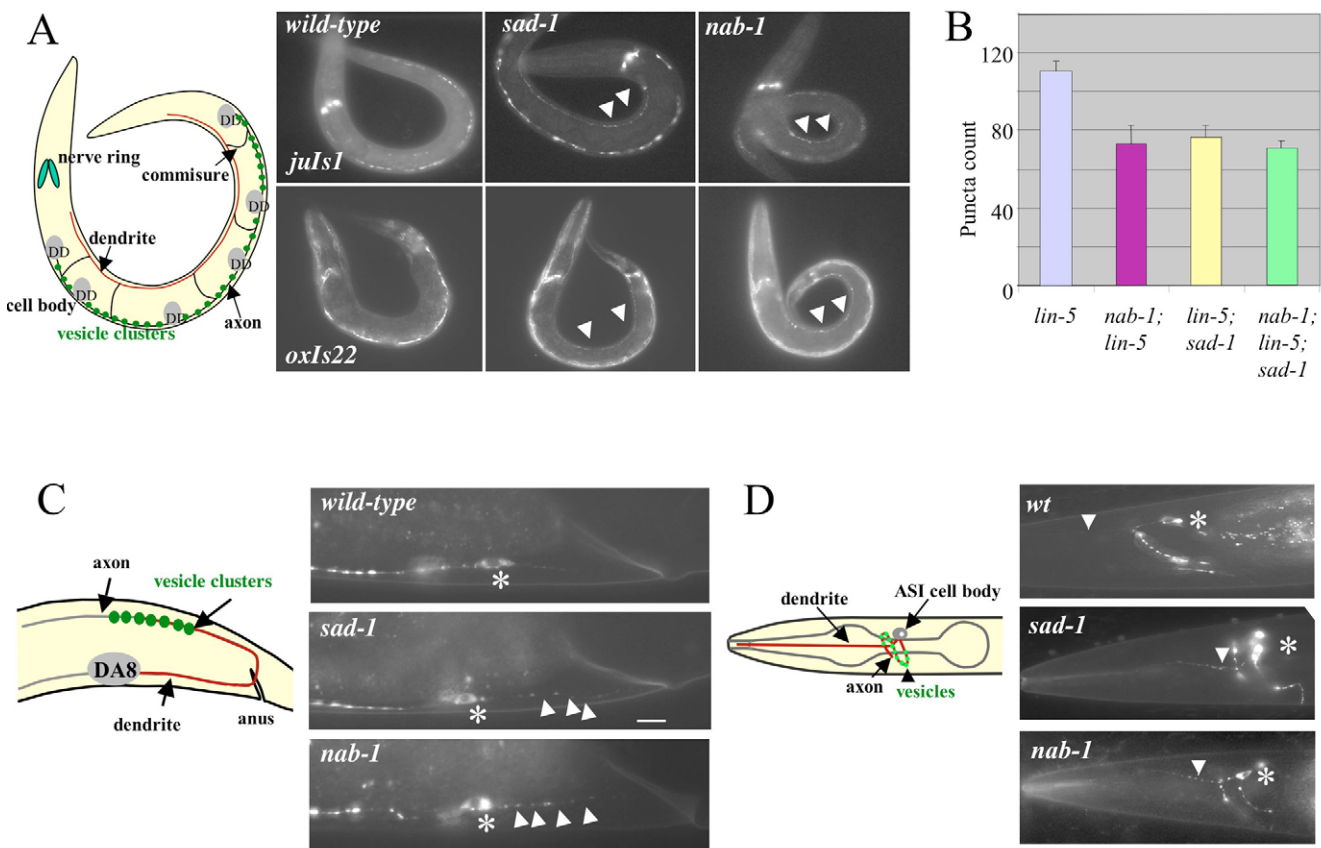 A
wild-type
sad-1
nab-1
juIs1
oxIs22
DD
nerve ring
commisure
DD
dendrite
DD
DD
DD
cell body
DD
axon
vesicle clusters
B
120
80
40
0
Puncta count
lin-5
nab-1;
lin-5
lin-5;
sad-1
nab-1;
lin-5;
sad-1
C
axon
vesicle clusters
DA8
dendrite
anus
wild-type
*
sad-1
*
nab-1
*
D
ASI cell body
dendrite
axon
vesicles
wt
*
sad-1
*
nab-1
*